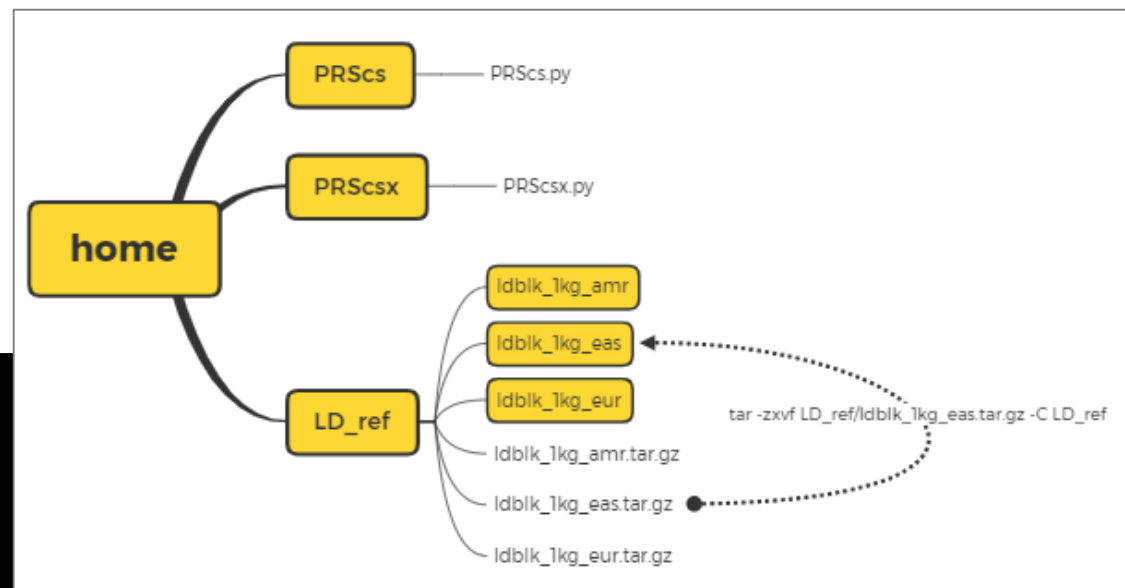 PRScs
PRScs.py
PRScsx
PRScsx.py
home
ldblk_1kg_amr
ldblk_1kg_eas
ldblk_1kg_eur
tar -zxvf LD_ref/ldblk_1kg_eas.tar.gz -C LD_ref
LD_ref
ldblk_1kg_amr.tar.gz
ldblk_1kg_eas.tar.gz
ldblk_1kg_eur.tar.gz